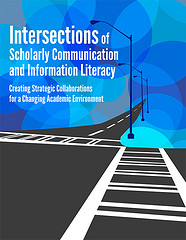 Intersections of
Scholarly Communication
and Information Literacy
Creating Strategic Collaborations
for a Changing Academic Environment